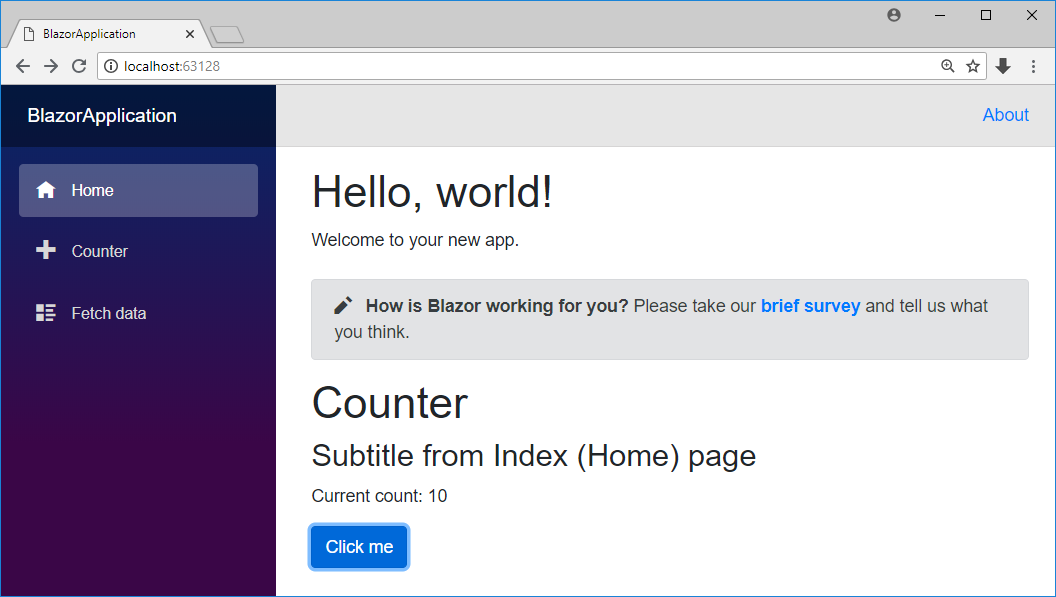 BlazorApplication
localhost:63128
BlazorApplication
About
Home
Counter
Fetch data
Hello, world!
Welcome to your new app.
How is Blazor working for you? Please take our brief survey and tell us what
you think.
Counter
Subtitle from Index (Home) page
Current count: 10
Click me